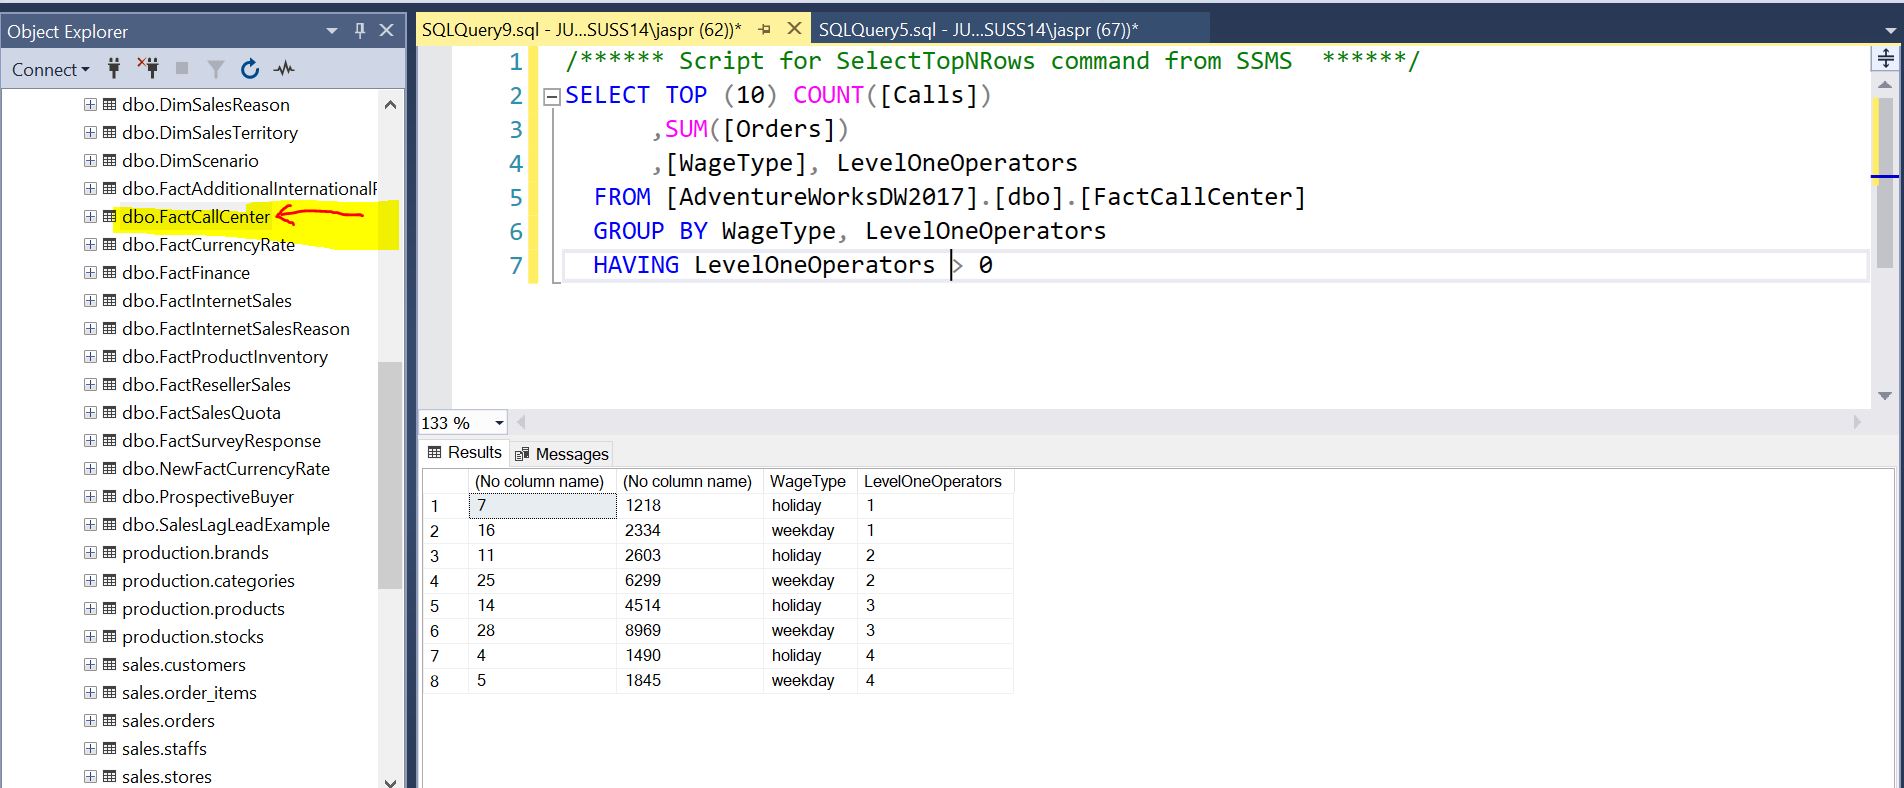 Object Explorer
Connect
dbo.DimSalesReason
dbo.DimSalesTerritory
dbo.DimScenario
dbo.FactAdditionalInternationalP
dbo.FactCallCenter
dbo.FactCurrencyRate
dbo.FactFinance
dbo.FactInternetSales
dbo.FactInternetSalesReason
dbo.FactProductInventory
dbo.FactResellerSales
dbo.FactSalesQuota
dbo.FactSurveyResponse
dbo.NewFactCurrencyRate
dbo.ProspectiveBuyer
dbo.SalesLagLeadExample
production.brands
production.categories
production.products
production.stocks
sales.customers
sales.order_items
sales.orders
sales.staffs
sales.stores
SQLQuery9.sql - JU...SUSS14\jaspr (62))* SQLQuery5.sql - JU...SUSS14\jaspr (67))*
1 /****** Script for SelectTopNRows command from SSMS ******/
2 SELECT TOP (10) COUNT([Calls])
3 ,SUM([Orders])
4 ,[WageType], LevelOneOperators
5 FROM [AdventureWorksDW2017].[dbo].[FactCallCenter]
6 GROUP BY WageType, LevelOneOperators
7 HAVING LevelOneOperators > 0
133 %
Results Messages
(No column name) (No column name) WageType LevelOneOperators
1 7 1218 holiday 1
2 16 2334 weekday 1
3 11 2603 holiday 2
4 25 6299 weekday 2
5 14 4514 holiday 3
6 28 8969 weekday 3
7 4 1490 holiday 4
8 5 1845 weekday 4